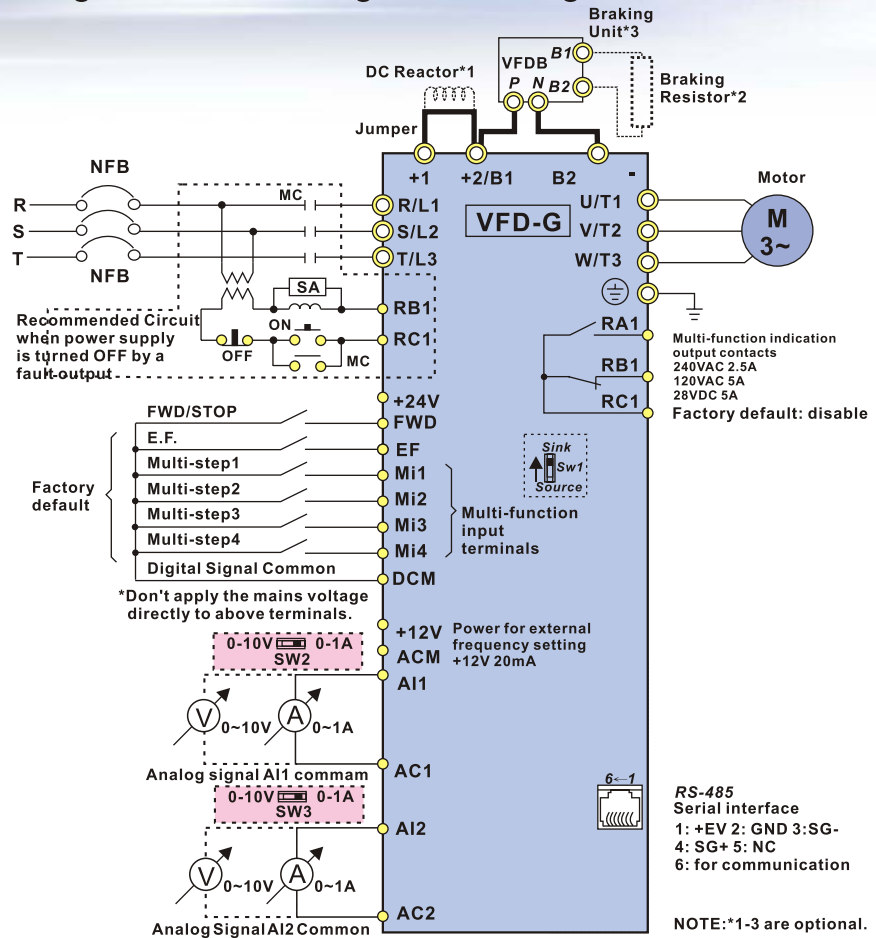 Braking
Unit*3
B1
VFDB
P N B2
DC Reactor*1
Braking
Resistor*2
Jumper
+1 +2/B1 B2 -
NFB
MC
R
S
T
NFB
R/L1
S/L2
T/L3
VFD-G
U/T1
V/T2
W/T3
Motor
M
3~
SA
RB1
ON
RC1
OFF
MC
Recommended Circuit
when power supply
is turned OFF by a
fault output
RA1
RB1
RC1
Multi-function indication
output contacts
240VAC 2.5A
120VAC 5A
28VDC 5A
Factory default: disable
+24V
FWD/STOP
FWD
E.F.
EF
Multi-step1
Mi1
Multi-step2
Mi2
Multi-step3
Mi3
Multi-step4
Mi4
Digital Signal Common
DCM
Factory
default
Multi-function
input
terminals
Sink
Sw1
Source
*Don't apply the mains voltage
directly to above terminals.
+12V
ACM
Power for external
frequency setting
+12V 20mA
0-10V 0-1A
SW2
AI1
V 0~10V A 0~1A
AC1
Analog signal AI1 commam
0-10V 0-1A
SW3
AI2
V 0~10V A 0~1A
AC2
Analog Signal AI2 Common
6←1
RS-485
Serial interface
1: +EV 2: GND 3:SG-
4: SG+ 5: NC
6: for communication
NOTE:*1-3 are optional.